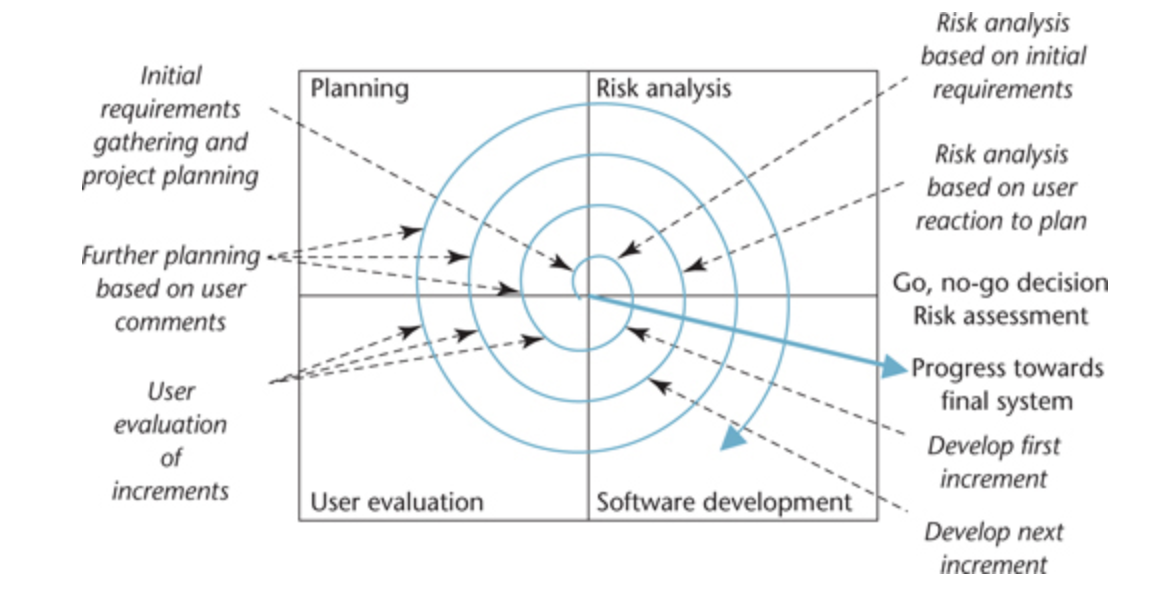 Initial
requirements
gathering and
project planning
Further planning
based on user
comments
User
evaluation
of
increments
Planning
Risk analysis
User evaluation
Software development
Risk analysis
based on initial
requirements
Risk analysis
based on user
reaction to plan
Go, no-go decision
Risk assessment
Progress towards
final system
Develop first
increment
Develop next
increment